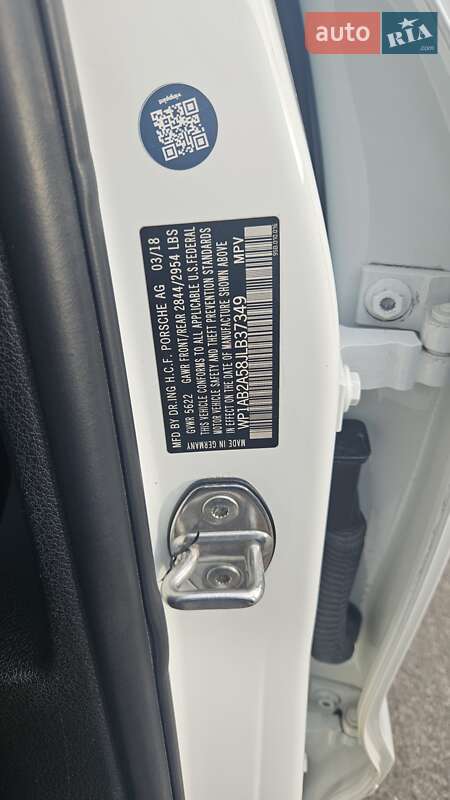 auto RIA
.com
vinpoint
MFD BY DR.ING H.C.F. PORSCHE AG 03/18
GVWR 5622 GAWR FRONT/REAR 2844/2954 LBS
THIS VEHICLE CONFORMS TO ALL APPLICABLE U.S.FEDERAL
MOTOR VEHICLE SAFETY AND THEFT PREVENTION STANDARDS
IN EFFECT ON THE DATE OF MANUFACTURE SHOWN ABOVE
WP1AB2A58JLB37349 MPV
MADE IN GERMANY